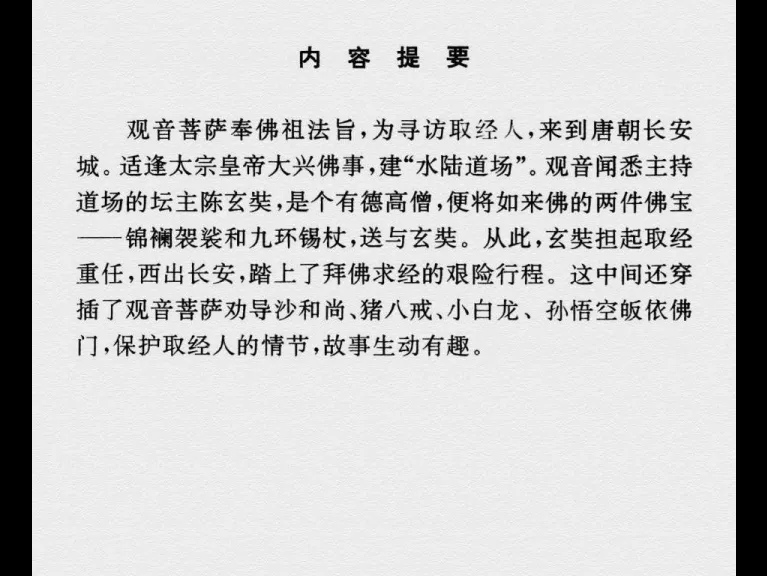 内容提要
观音菩萨奉佛祖法旨，为寻访取经人，来到唐朝长安
城。适逢太宗皇帝大兴佛事，建“水陆道场”。观音闻悉主持
道场的坛主陈玄奘，是个有德高僧，便将如来佛的两件佛宝
——锦襕袈裟和九环锡杖，送与玄奘。从此，玄奘担起取经
重任，西出长安，踏上了拜佛求经的艰险行程。这中间还穿
插了观音菩萨劝导沙和尚、猪八戒、小白龙、孙悟空皈依佛
门，保护取经人的情节，故事生动有趣。